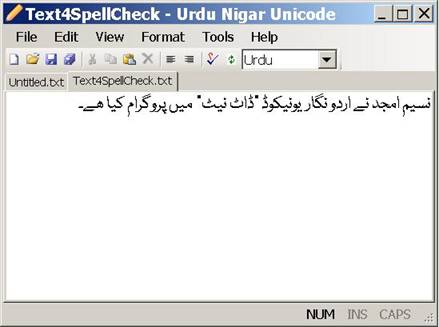 Text4SpellCheck - Urdu Nigar Unicode
File Edit View Format Tools Help
Urdu
Untitled.txt Text4SpellCheck.txt
نسیم امجد نے اردو نگار یونیکوڈ "ڈاٹ نیٹ" میں پروگرام کیا ھے۔
NUM INS CAPS